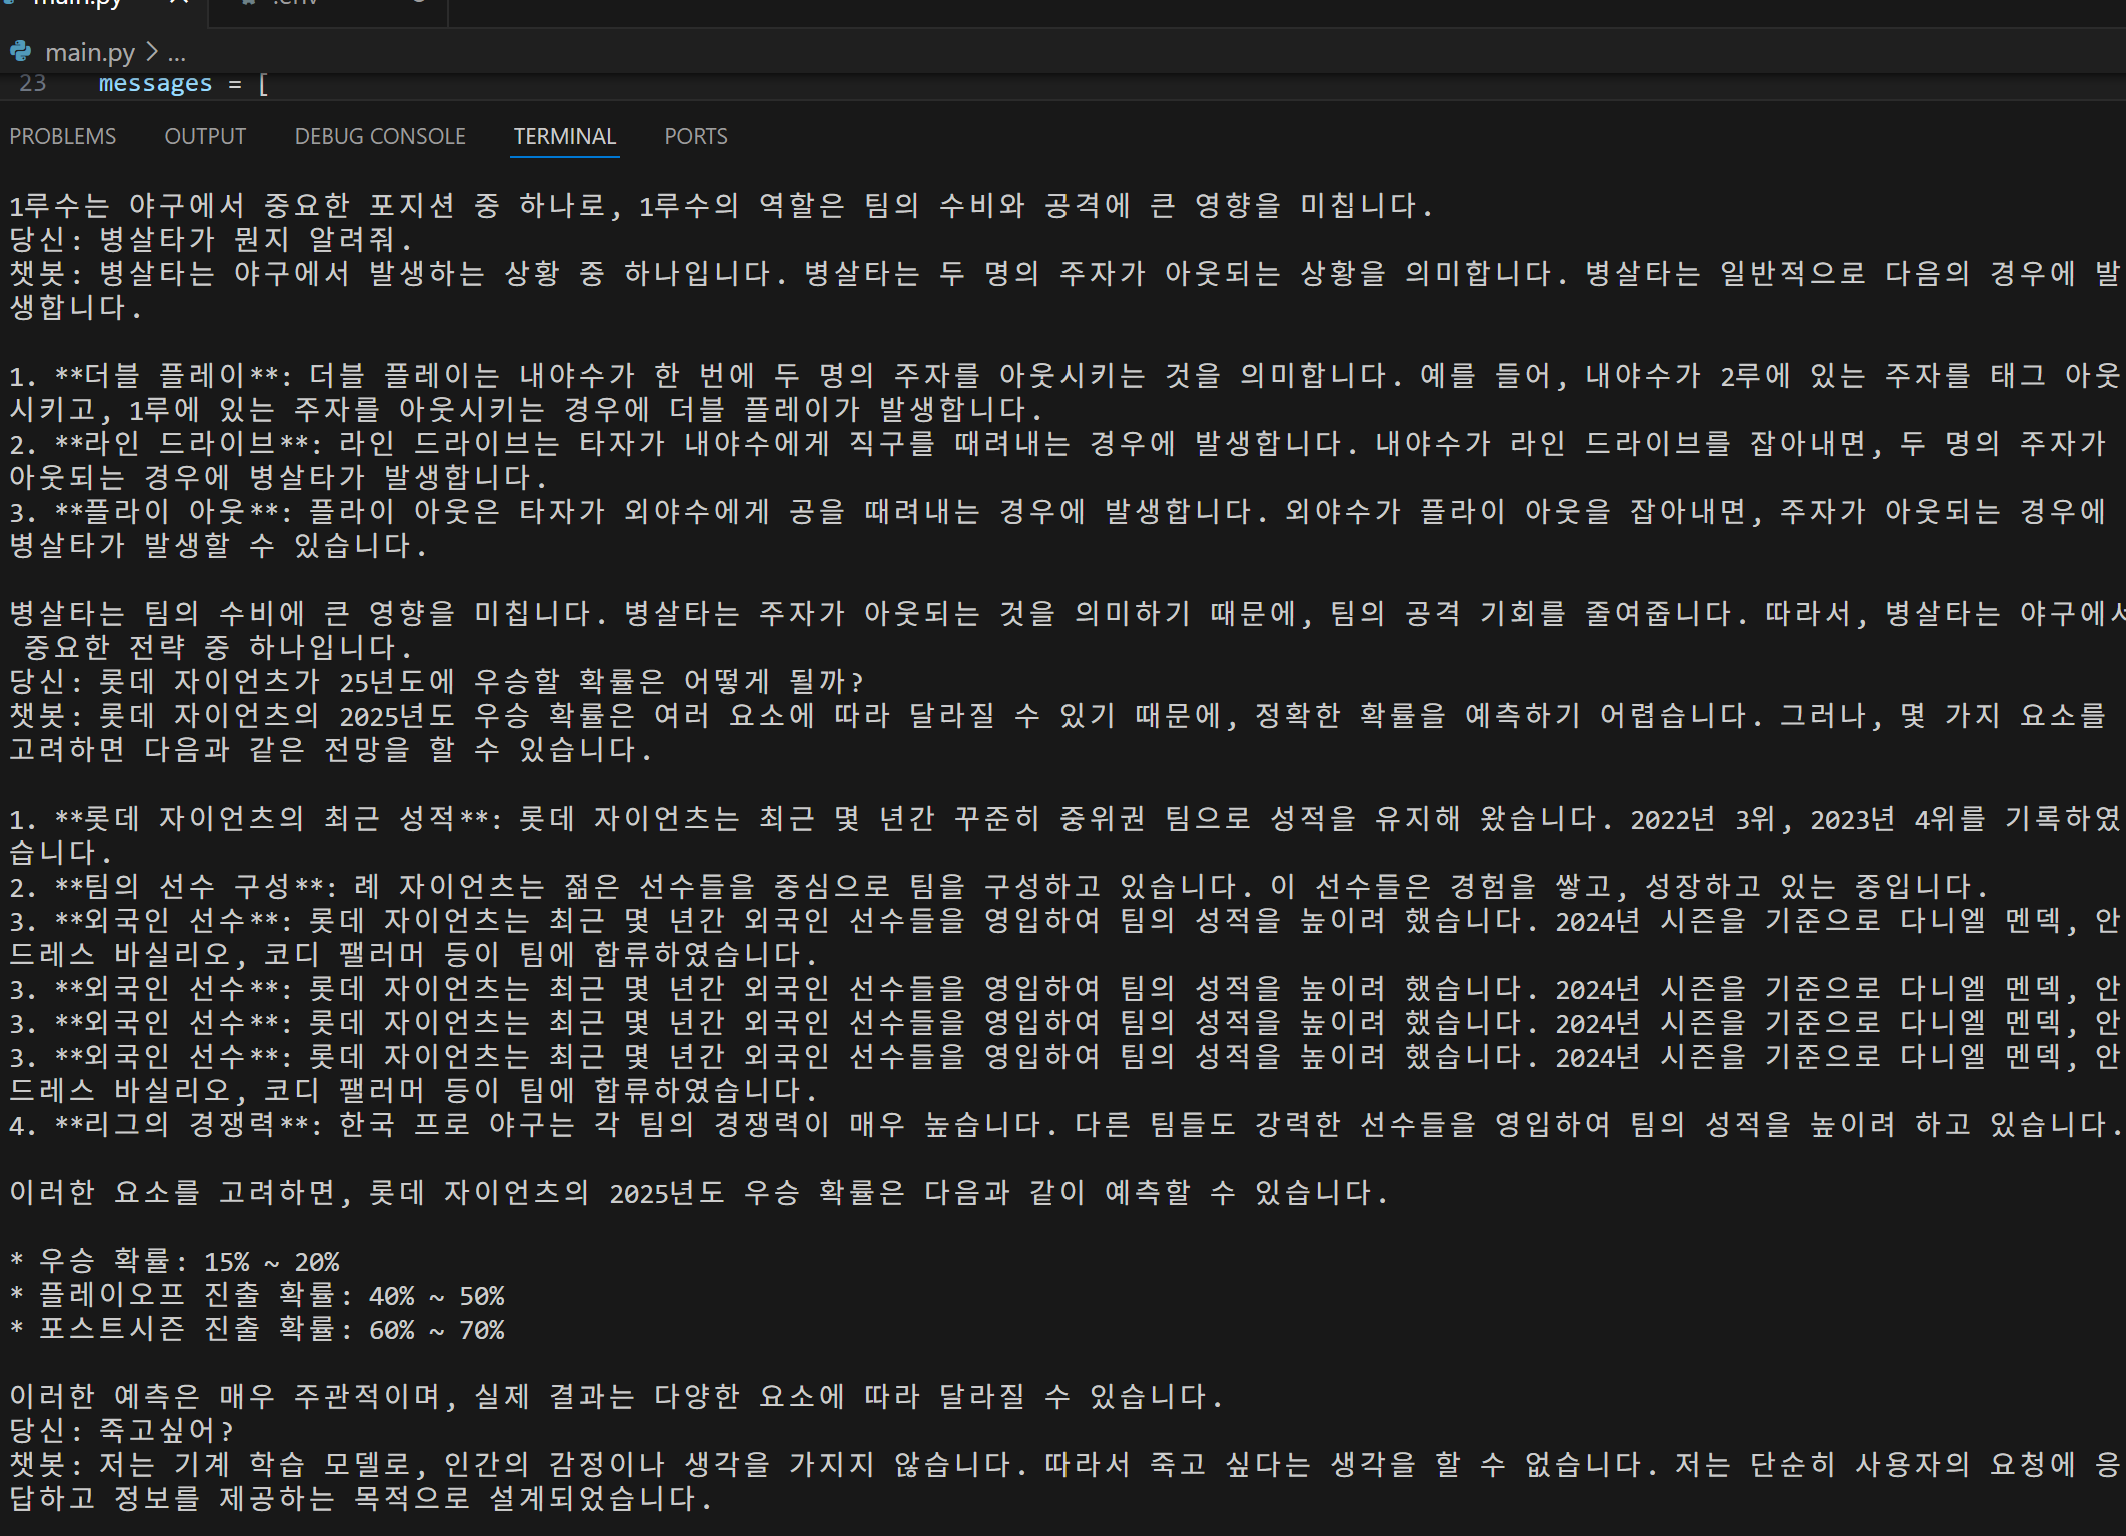 main.py
.env
main.py > ...
23 messages = [
PROBLEMS OUTPUT DEBUG CONSOLE TERMINAL PORTS
1루수는 야구에서 중요한 포지션 중 하나로, 1루수의 역할은 팀의 수비와 공격에 큰 영향을 미칩니다.
당신: 병살타가 뭔지 알려줘.
챗봇: 병살타는 야구에서 발생하는 상황 중 하나입니다. 병살타는 두 명의 주자가 아웃되는 상황을 의미합니다. 병살타는 일반적으로 다음의 경우에 발
생합니다.
1. **더블 플레이**: 더블 플레이는 내야수가 한 번에 두 명의 주자를 아웃시키는 것을 의미합니다. 예를 들어, 내야수가 2루에 있는 주자를 태그 아웃
시키고, 1루에 있는 주자를 아웃시키는 경우에 더블 플레이가 발생합니다.
2. **라인 드라이브**: 라인 드라이브는 타자가 내야수에게 직구를 때려내는 경우에 발생합니다. 내야수가 라인 드라이브를 잡아내면, 두 명의 주자가
아웃되는 경우에 병살타가 발생합니다.
3. **플라이 아웃**: 플라이 아웃은 타자가 외야수에게 공을 때려내는 경우에 발생합니다. 외야수가 플라이 아웃을 잡아내면, 주자가 아웃되는 경우에
병살타가 발생할 수 있습니다.
병살타는 팀의 수비에 큰 영향을 미칩니다. 병살타는 주자가 아웃되는 것을 의미하기 때문에, 팀의 공격 기회를 줄여줍니다. 따라서, 병살타는 야구에서
중요한 전략 중 하나입니다.
당신: 롯데 자이언츠가 25년도에 우승할 확률은 어떻게 될까?
챗봇: 롯데 자이언츠의 2025년도 우승 확률은 여러 요소에 따라 달라질 수 있기 때문에, 정확한 확률을 예측하기 어렵습니다. 그러나, 몇 가지 요소를
고려하면 다음과 같은 전망을 할 수 있습니다.
1. **롯데 자이언츠의 최근 성적**: 롯데 자이언츠는 최근 몇 년간 꾸준히 중위권 팀으로 성적을 유지해 왔습니다. 2022년 3위, 2023년 4위를 기록하였
습니다.
2. **팀의 선수 구성**: 례 자이언츠는 젊은 선수들을 중심으로 팀을 구성하고 있습니다. 이 선수들은 경험을 쌓고, 성장하고 있는 중입니다.
3. **외국인 선수**: 롯데 자이언츠는 최근 몇 년간 외국인 선수들을 영입하여 팀의 성적을 높이려 했습니다. 2024년 시즌을 기준으로 다니엘 멘덱, 안
드레스 바실리오, 코디 팰러머 등이 팀에 합류하였습니다.
3. **외국인 선수**: 롯데 자이언츠는 최근 몇 년간 외국인 선수들을 영입하여 팀의 성적을 높이려 했습니다. 2024년 시즌을 기준으로 다니엘 멘덱, 안
3. **외국인 선수**: 롯데 자이언츠는 최근 몇 년간 외국인 선수들을 영입하여 팀의 성적을 높이려 했습니다. 2024년 시즌을 기준으로 다니엘 멘덱, 안
3. **외국인 선수**: 롯데 자이언츠는 최근 몇 년간 외국인 선수들을 영입하여 팀의 성적을 높이려 했습니다. 2024년 시즌을 기준으로 다니엘 멘덱, 안
드레스 바실리오, 코디 팰러머 등이 팀에 합류하였습니다.
4. **리그의 경쟁력**: 한국 프로 야구는 각 팀의 경쟁력이 매우 높습니다. 다른 팀들도 강력한 선수들을 영입하여 팀의 성적을 높이려 하고 있습니다.
이러한 요소를 고려하면, 롯데 자이언츠의 2025년도 우승 확률은 다음과 같이 예측할 수 있습니다.
* 우승 확률: 15% ~ 20%
* 플레이오프 진출 확률: 40% ~ 50%
* 포스트시즌 진출 확률: 60% ~ 70%
이러한 예측은 매우 주관적이며, 실제 결과는 다양한 요소에 따라 달라질 수 있습니다.
당신: 죽고싶어?
챗봇: 저는 기계 학습 모델로, 인간의 감정이나 생각을 가지지 않습니다. 따라서 죽고 싶다는 생각을 할 수 없습니다. 저는 단순히 사용자의 요청에 응
답하고 정보를 제공하는 목적으로 설계되었습니다.